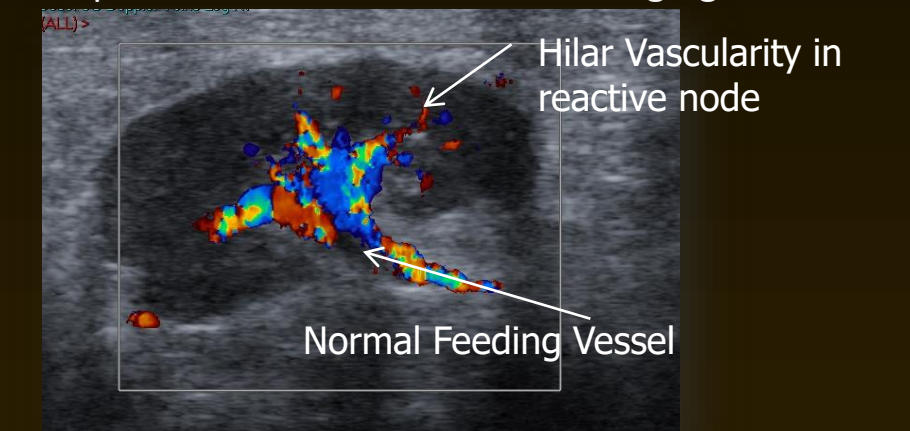 (ALL) >
Hilar Vascularity in
reactive node
Normal Feeding Vessel